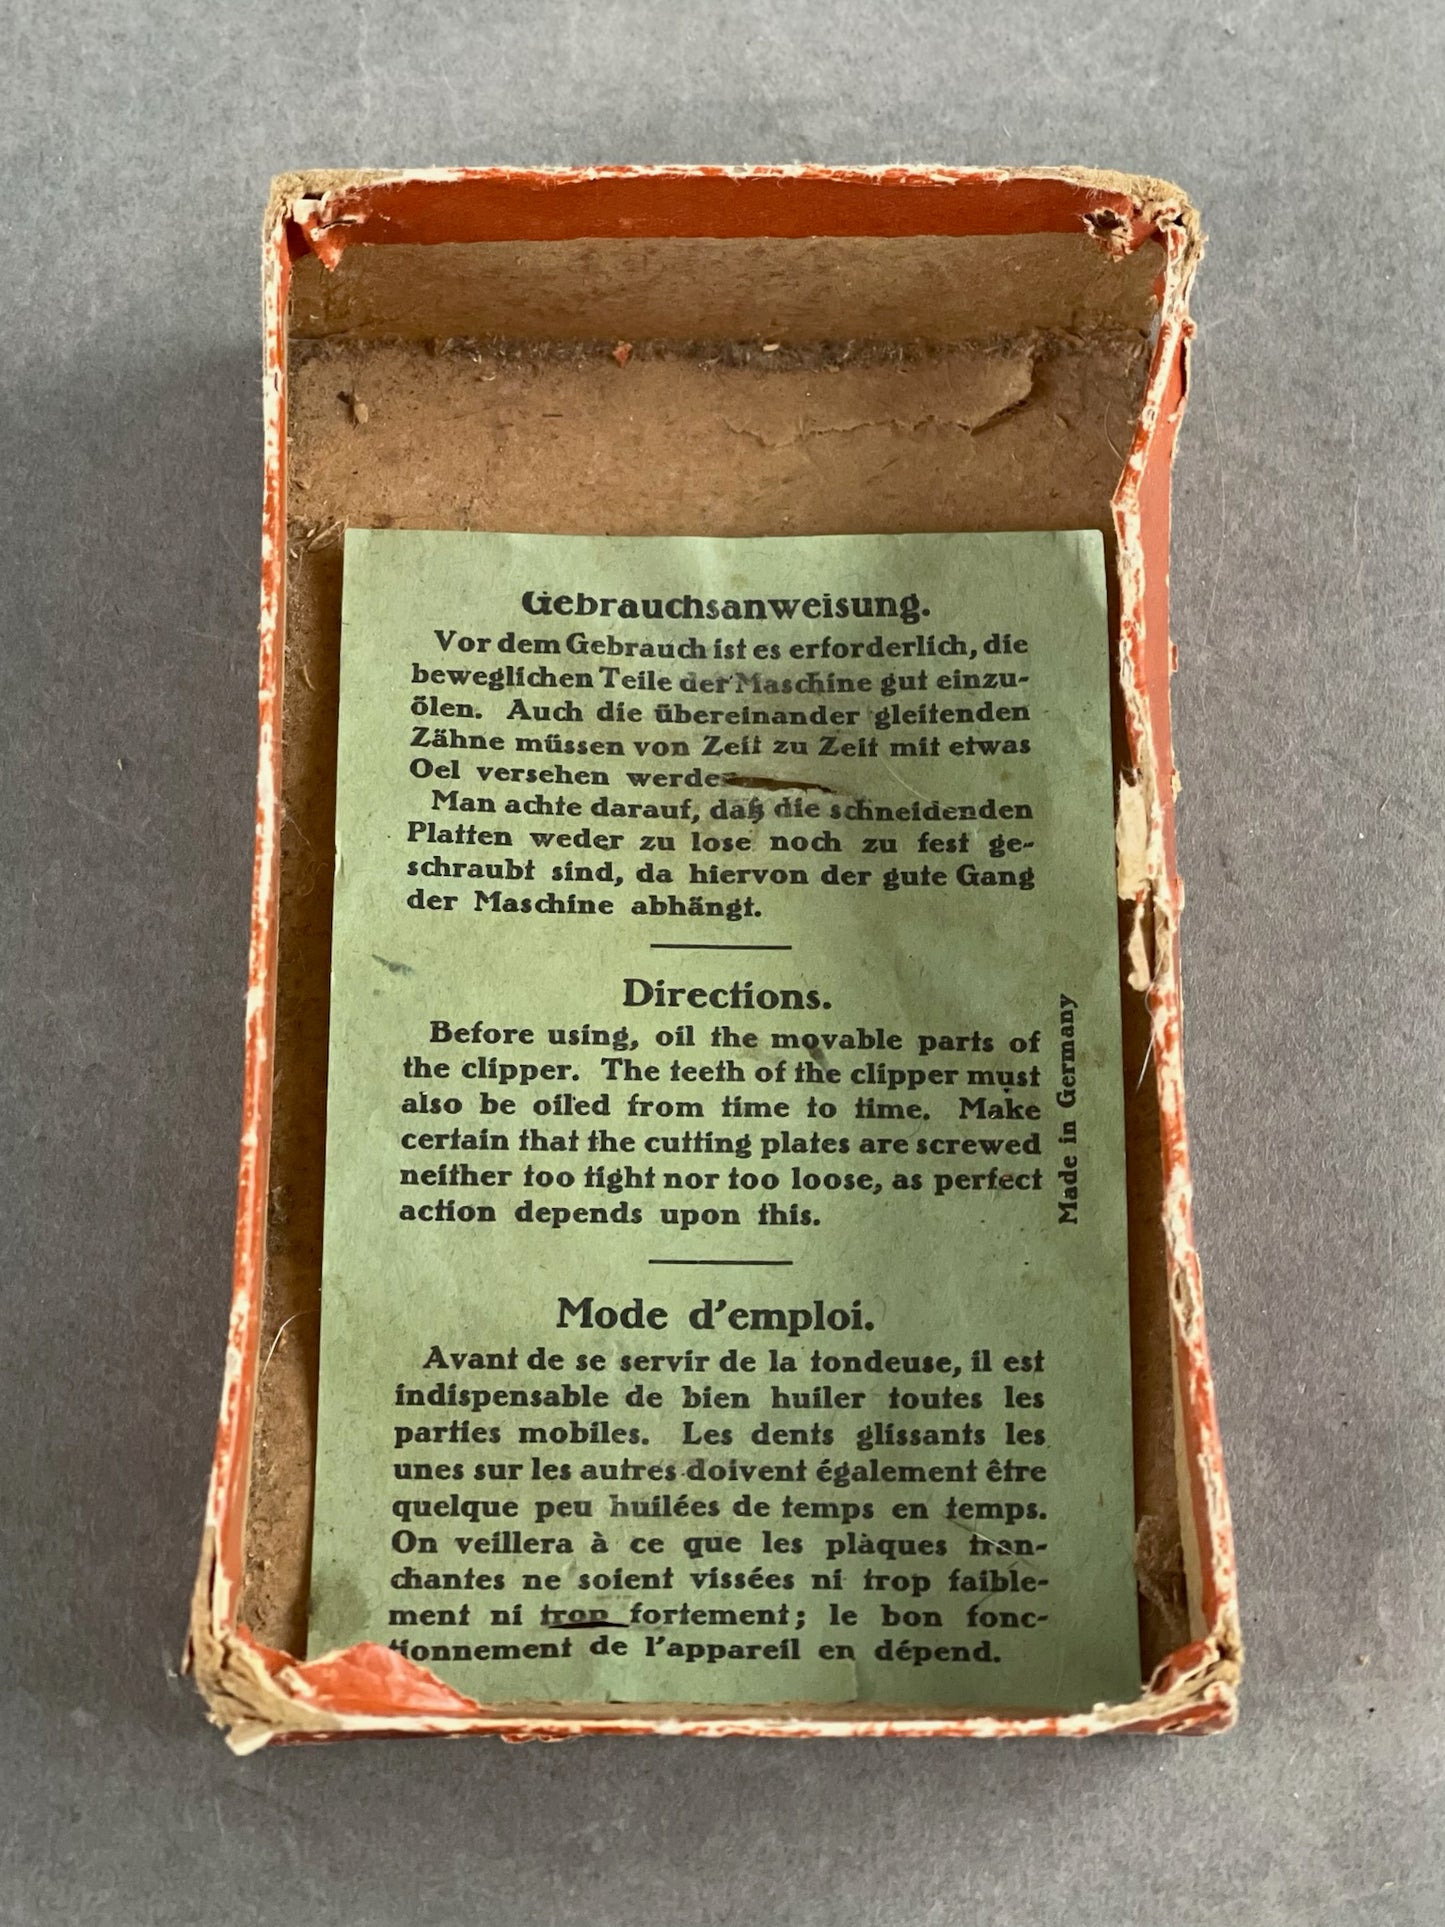 Gebrauchsanweisung.
Vor dem Gebrauch ist es erforderlich, die
beweglichen Teile der Maschine gut einzu-
ölen. Auch die übereinander gleitenden
Zähne müssen von Zeit zu Zeit mit etwas
Oel versehen werden
Man achte darauf, daß die schneidenden
Platten weder zu lose noch zu fest ge-
schraubt sind, da hiervon der gute Gang
der Maschine abhängt.
Directions.
Before using, oil the movable parts of
the clipper. The teeth of the clipper must
also be oiled from time to time. Make
certain that the cutting plates are screwed
neither too tight nor too loose, as perfect
action depends upon this.
Made in Germany
Mode d'emploi.
Avant de se servir de la tondeuse, il est
indispensable de bien huiler toutes les
parties mobiles. Les dents glissants les
unes sur les autres doivent également être
quelque peu huilées de temps en temps.
On veillera à ce que les plàques tran-
chantes ne soient vissées ni trop faible-
ment ni trop fortement; le bon fonc-
tionnement de l'appareil en dépend.